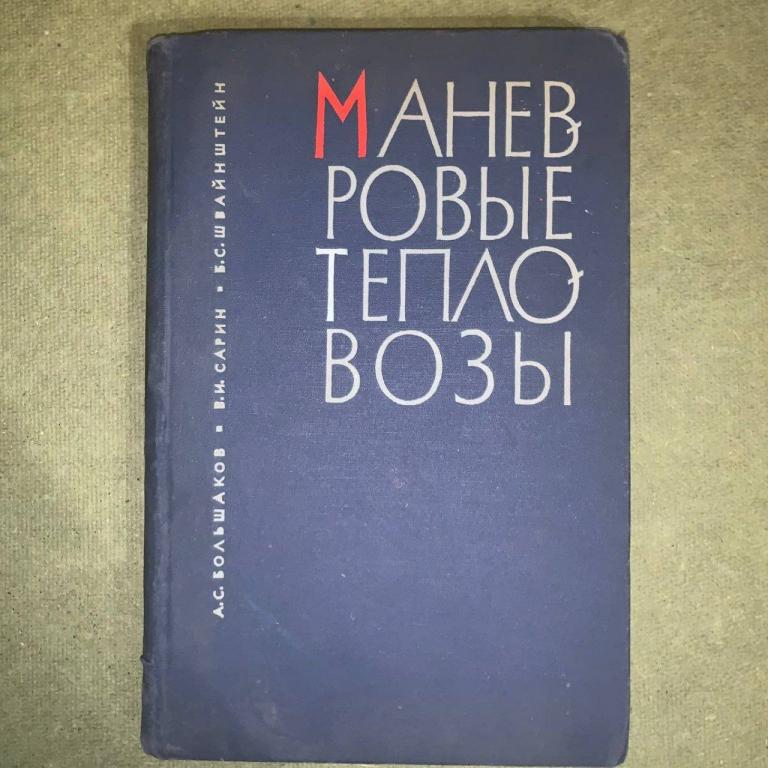 МАНЕВ-
РОВЫЕ
ТЕПЛО-
ВОЗЫ
А.С. БОЛЬШАКОВ ▪ В.И. САРИН ▪ Б.С. ШВАЙНШТЕЙН